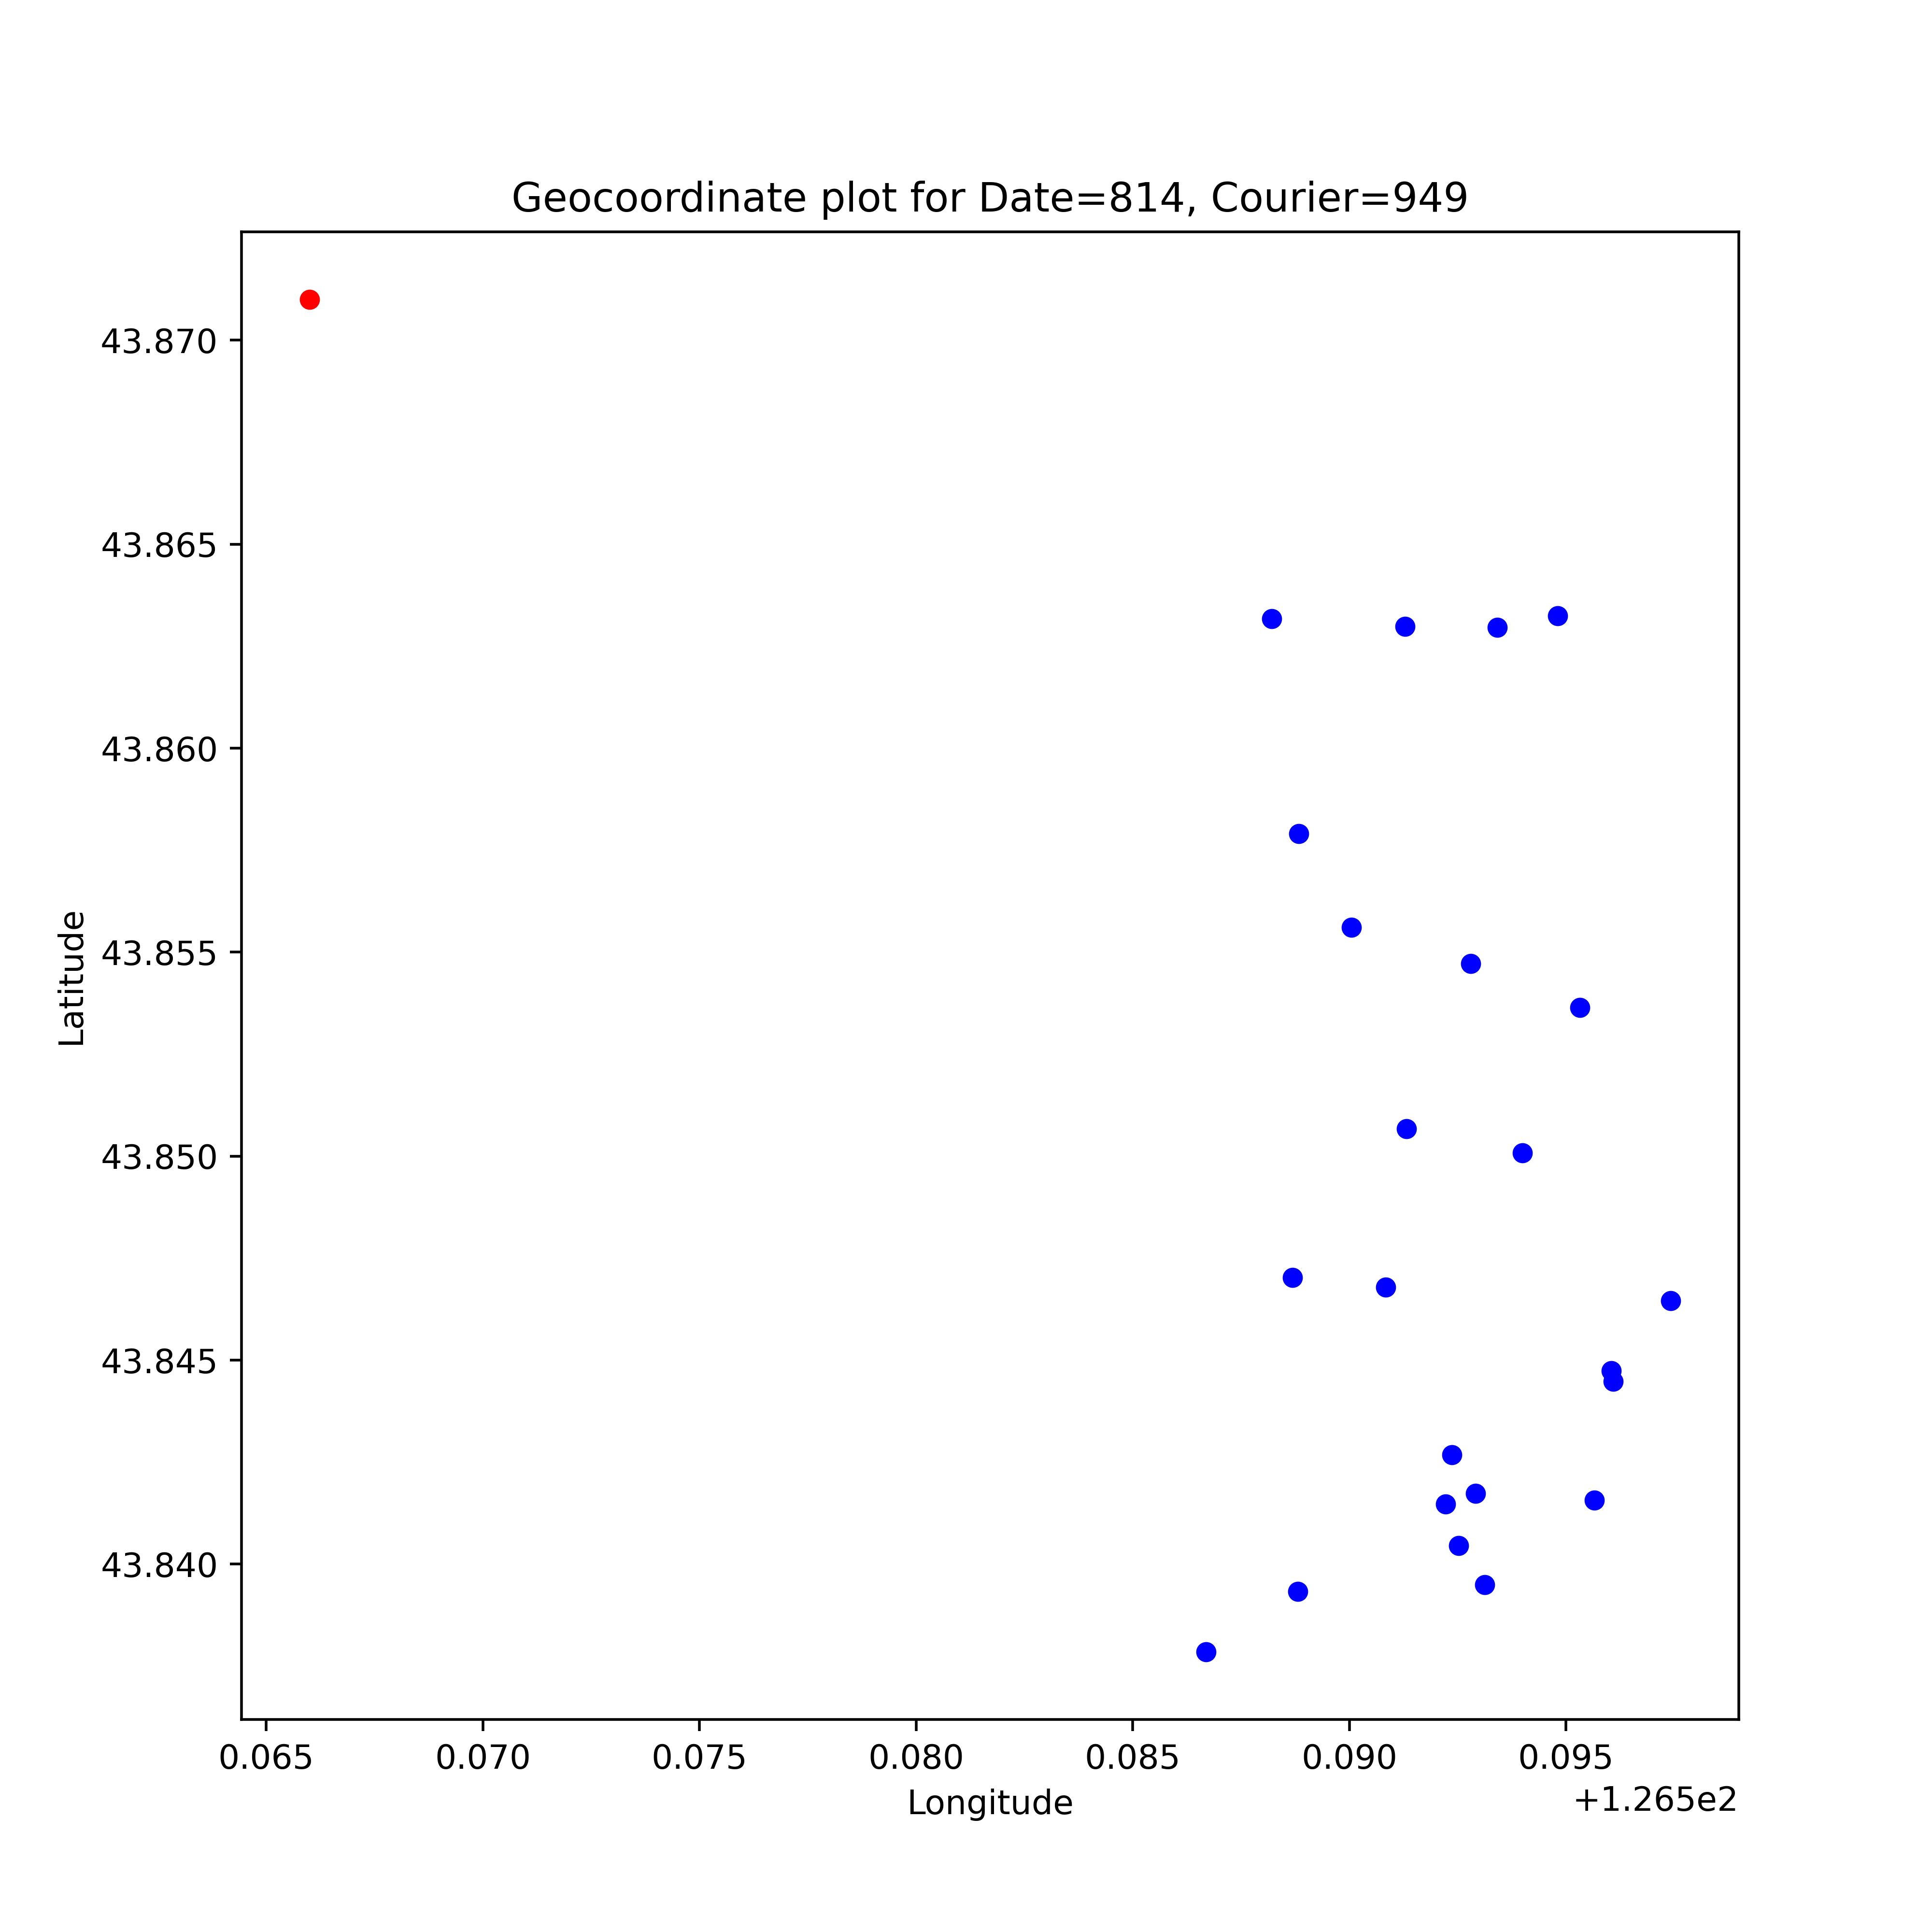 Geocoordinate plot for Date=814, Courier=949
43.870
43.865
43.860
43.855
43.850
43.845
43.840
Latitude
0.065 0.070 0.075 0.080 0.085 0.090 0.095
+1.265e2
Longitude